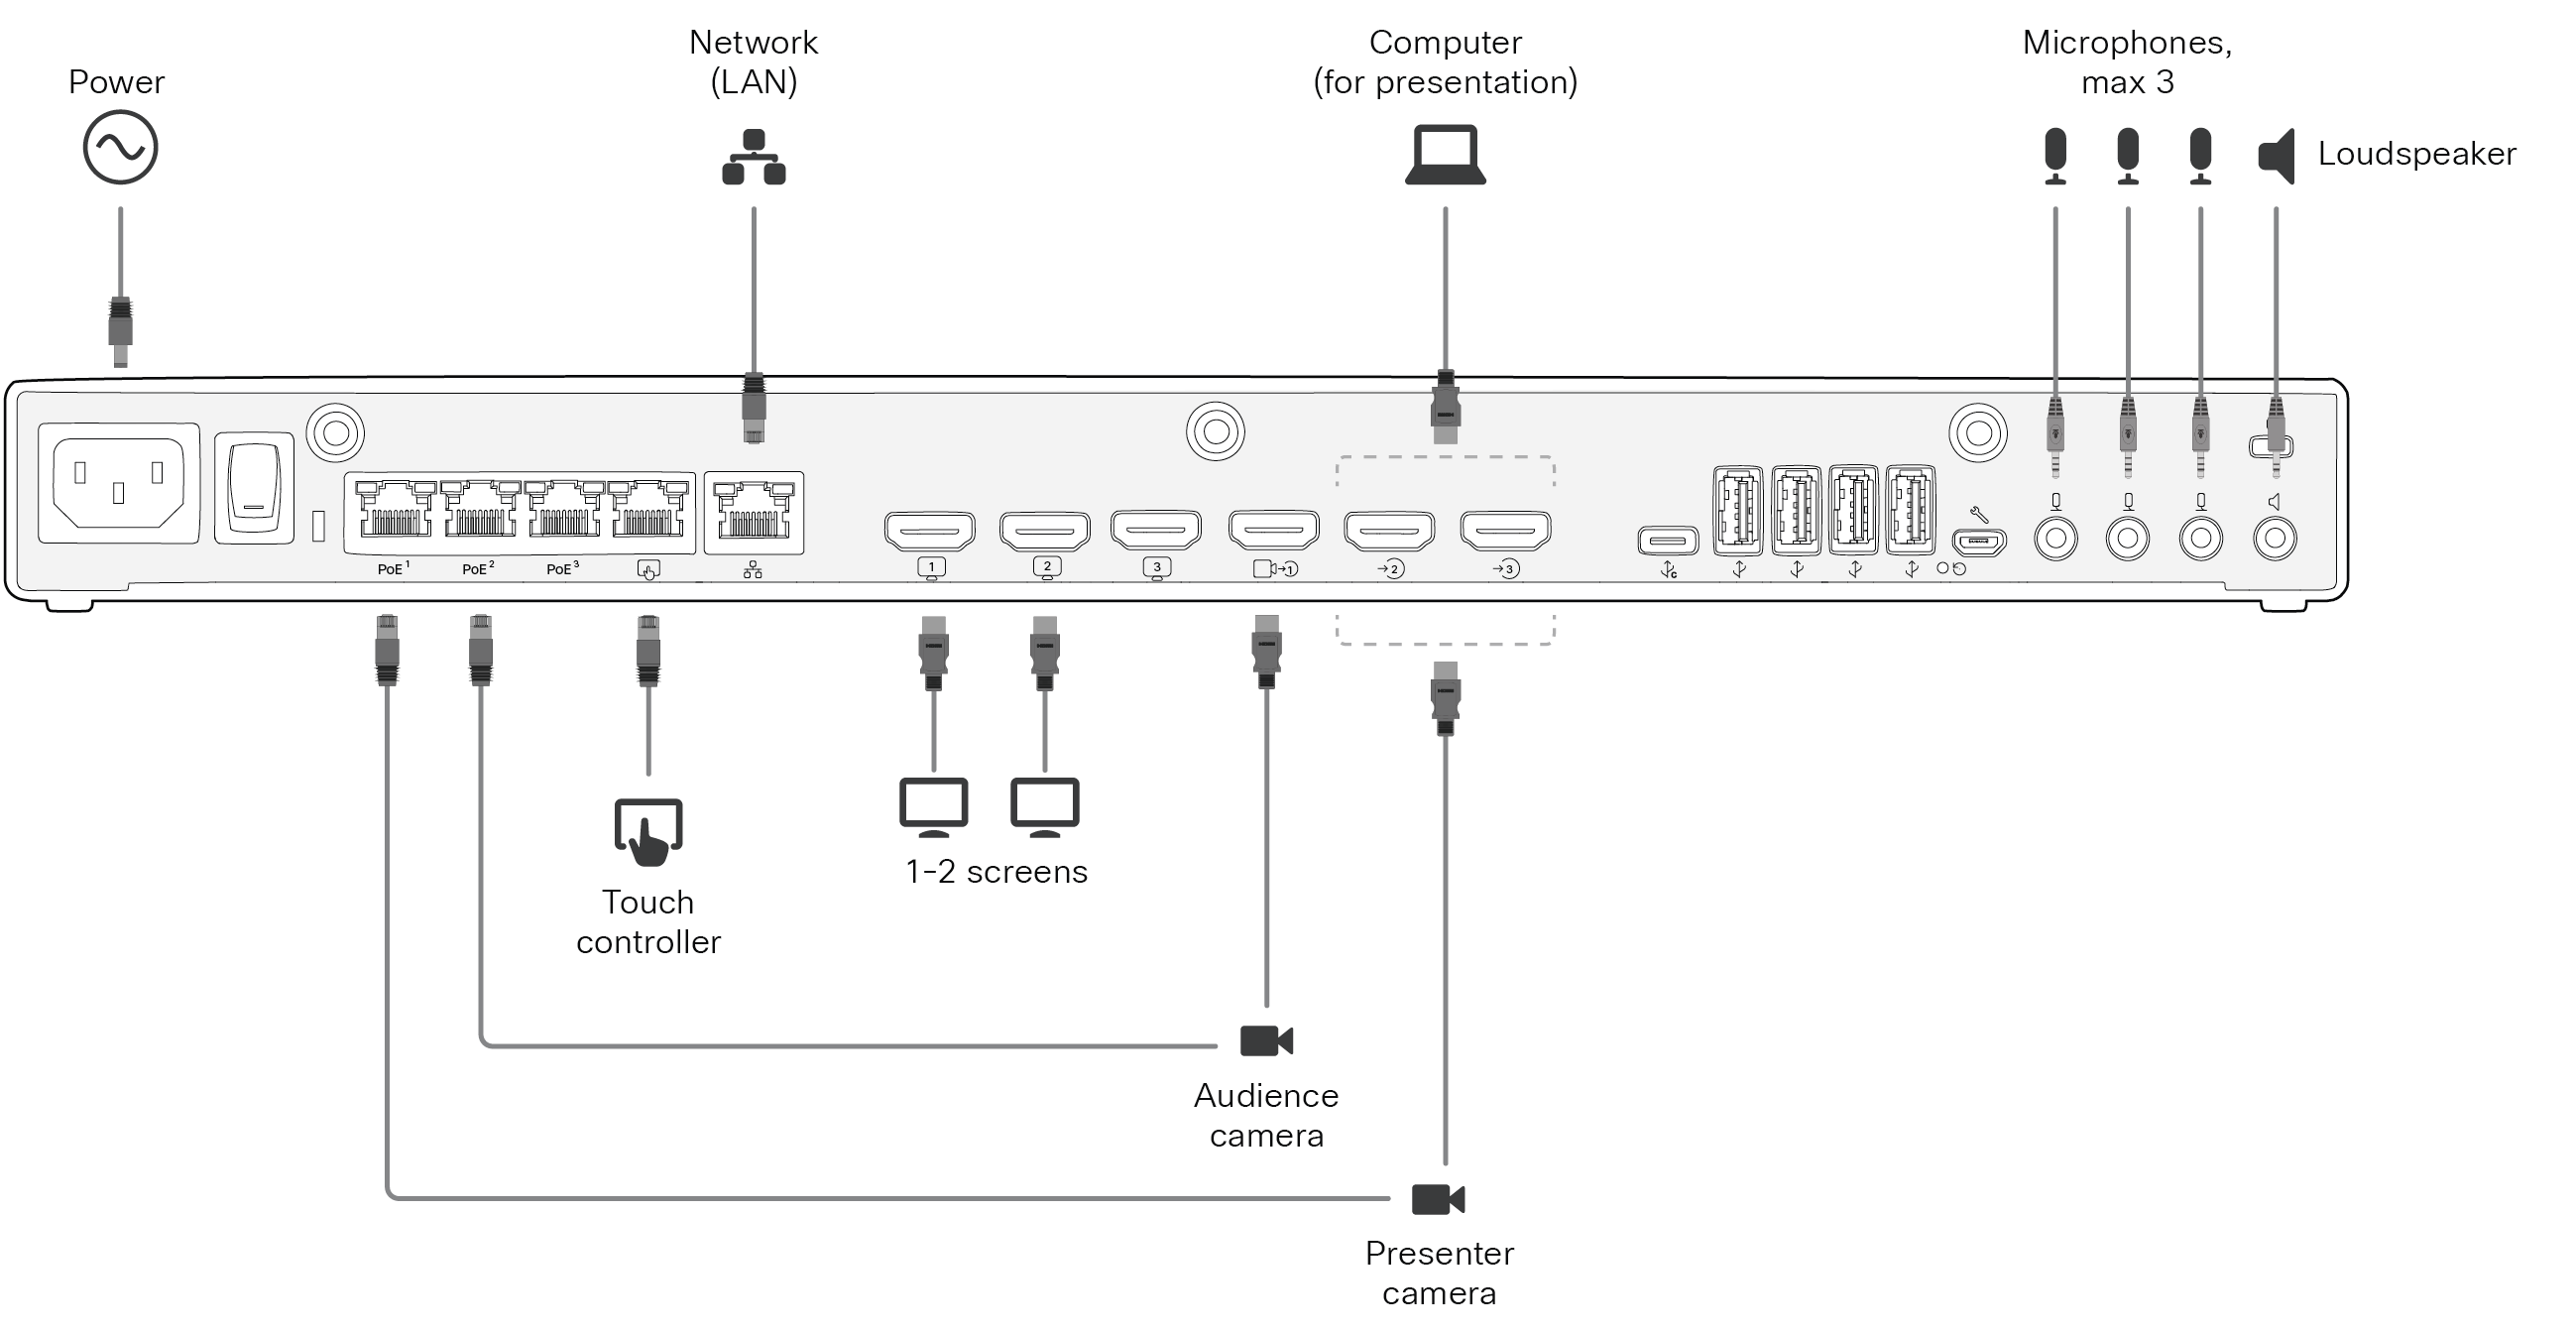 Network
(LAN)
Computer
(for presentation)
Microphones,
max 3
Power
Loudspeaker
PoE 1
PoE 2
PoE 3
1
2
3
→1
→2
→3
C
1-2 screens
Touch
controller
Audience
camera
Presenter
camera